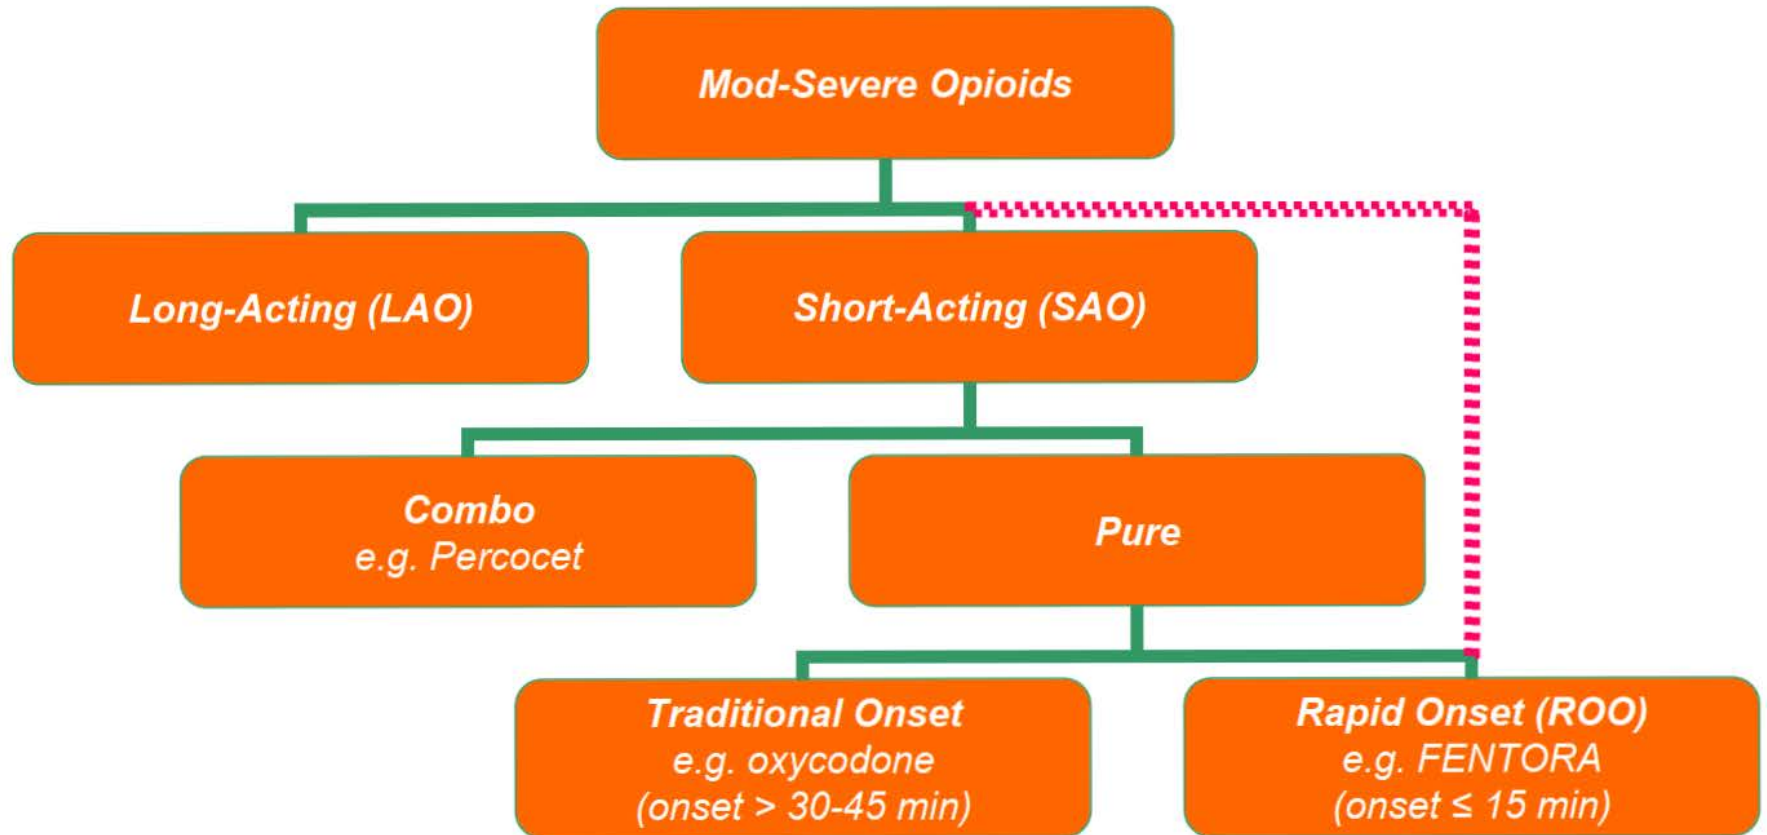 Mod-Severe Opioids
Long-Acting (LAO)
Short-Acting (SAO)
Combo
e.g. Percocet
Pure
Traditional Onset
e.g. oxycodone
(onset > 30-45 min)
Rapid Onset (ROO)
e.g. FENTORA
(onset ≤ 15 min)